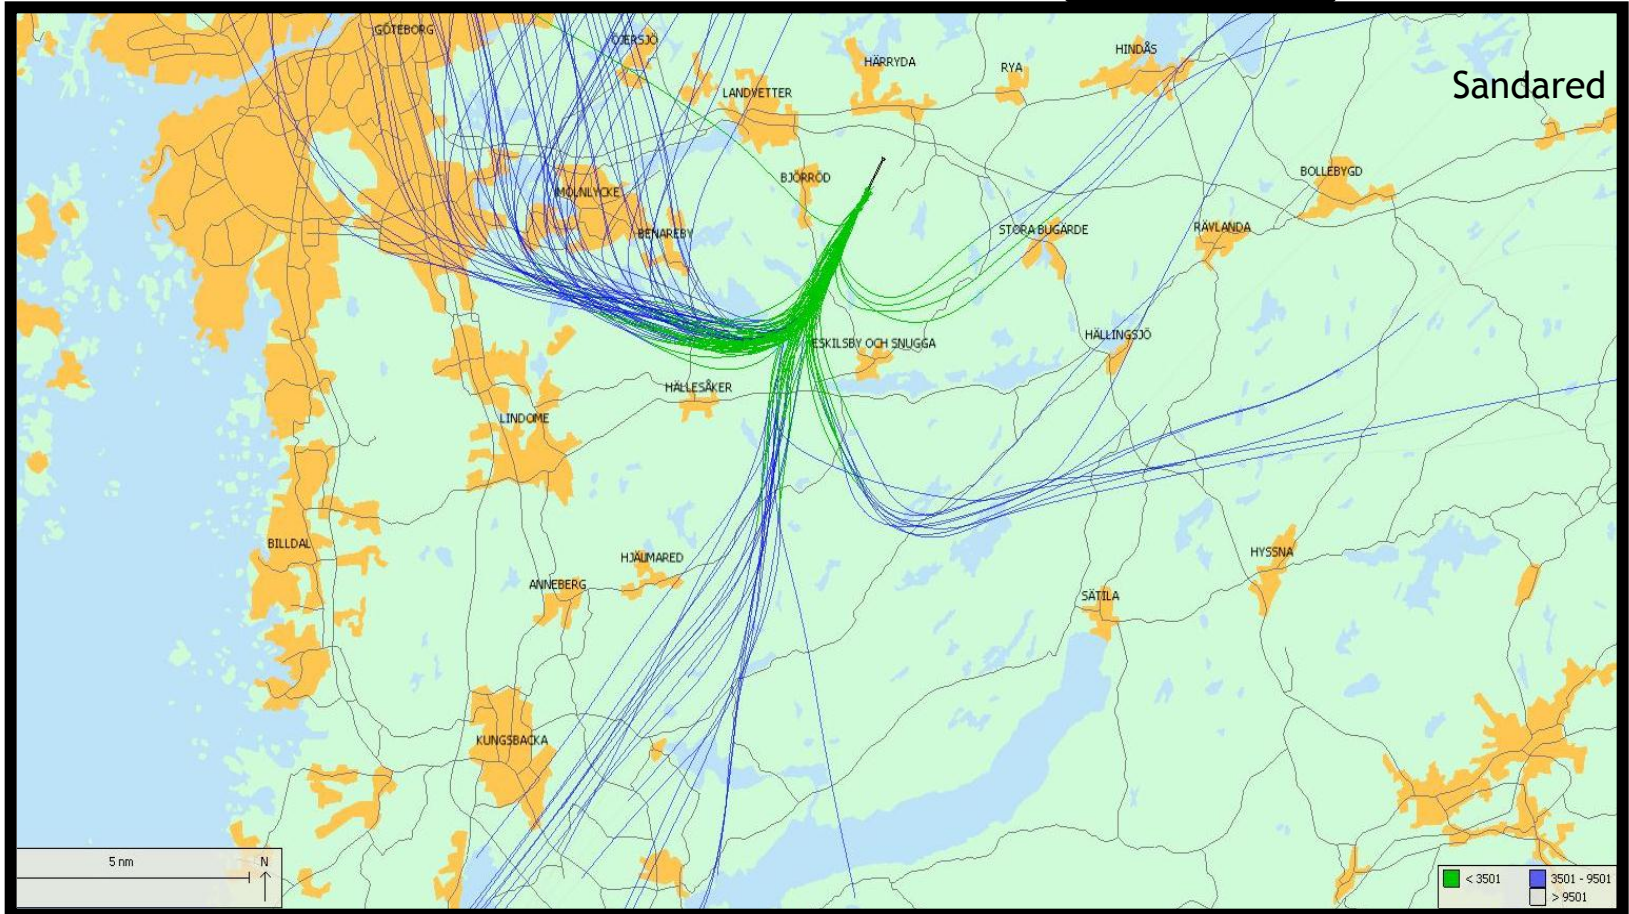 GÖTEBORG
ÖJERSJÖ
HINDÅS
HÄRRYDA
RYA
Sandared
LANDVETTER
BJÖRRÖD
BOLLEBYGD
MÖLNLYCKE
BENAREBY
STORA BUGÄRDE
RÄVLANDA
HÄLLINGSJÖ
ESKILSBY OCH SNUGGA
HÄLLESÅKER
LINDOME
BILLDAL
HJÄLMARED
HYSSNA
ANNEBERG
SÄTILA
KUNGSBACKA
5 nm
N
< 3501
3501 - 9501
> 9501